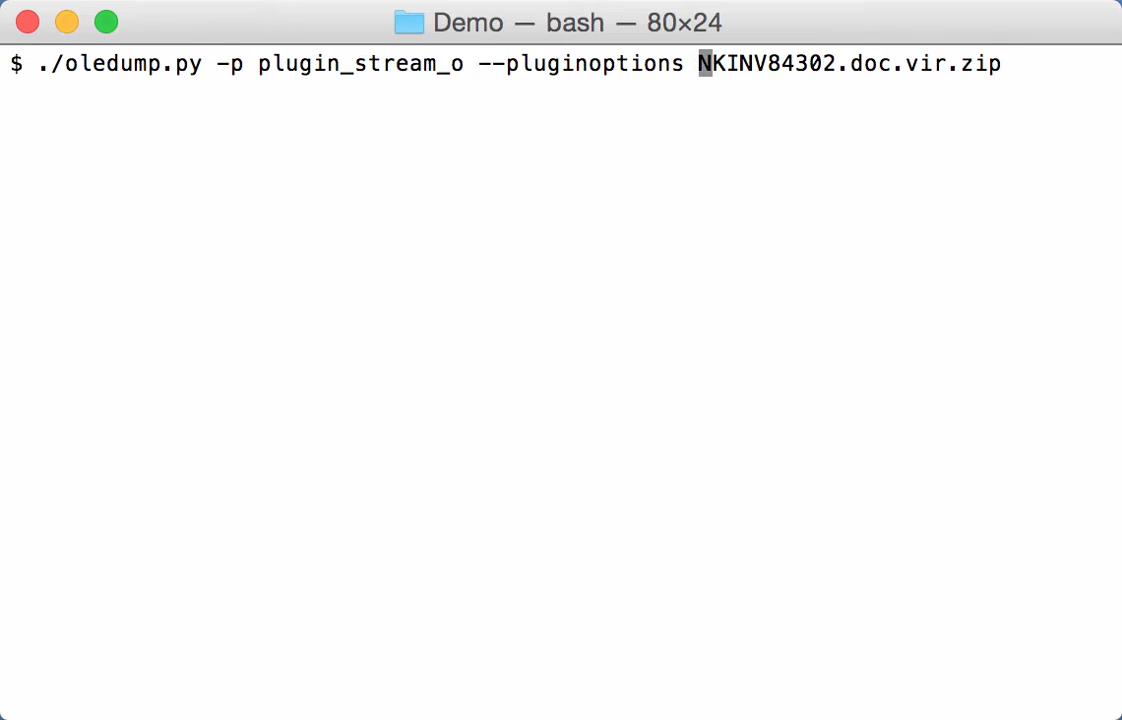 Demo — bash — 80×24
$ ./oledump.py -p plugin_stream_o --pluginoptions NKINV84302.doc.vir.zip